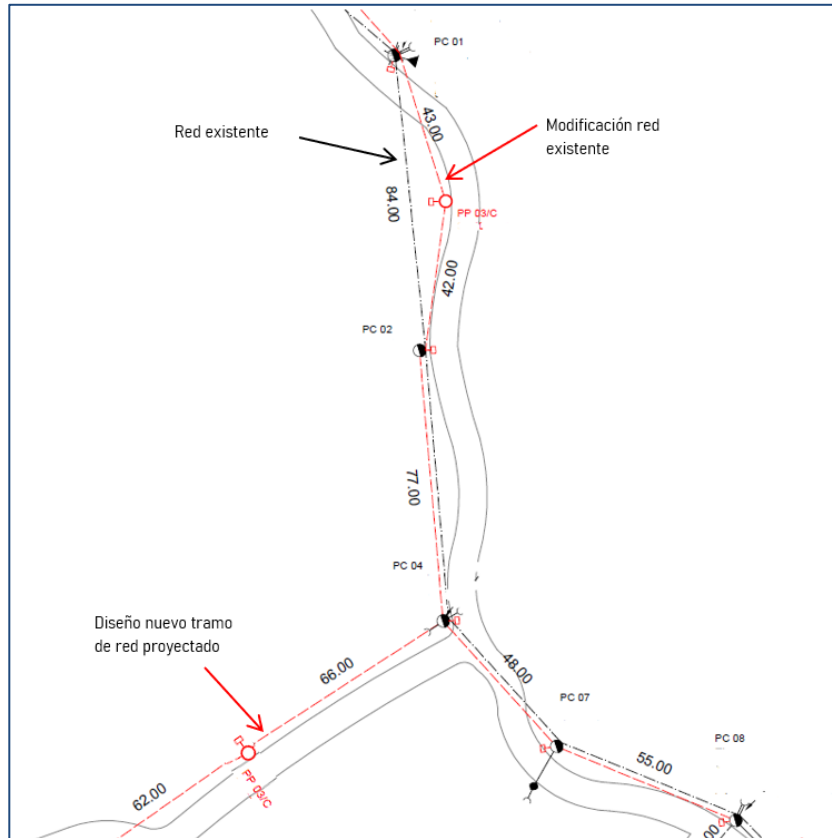 PC 01
43.00
Red existente
Modificación red
existente
84.00
PP 03/C
42.00
PC 02
77.00
PC 04
Diseño nuevo tramo
de red proyectado
66.00
48.00
PC 07
PC 08
55.00
PP 03/C
62.00
.00